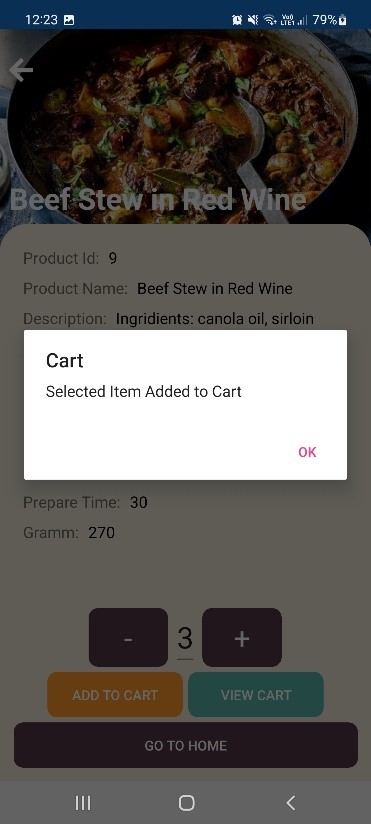 12:23
Vo)) LTE1 79%
Beef Stew in Red Wine
Product Id: 9
Product Name: Beef Stew in Red Wine
Description: Ingridients: canola oil, sirloin
Cart
Selected Item Added to Cart
OK
Prepare Time: 30
Gramm: 270
- 3 +
ADD TO CART VIEW CART
GO TO HOME